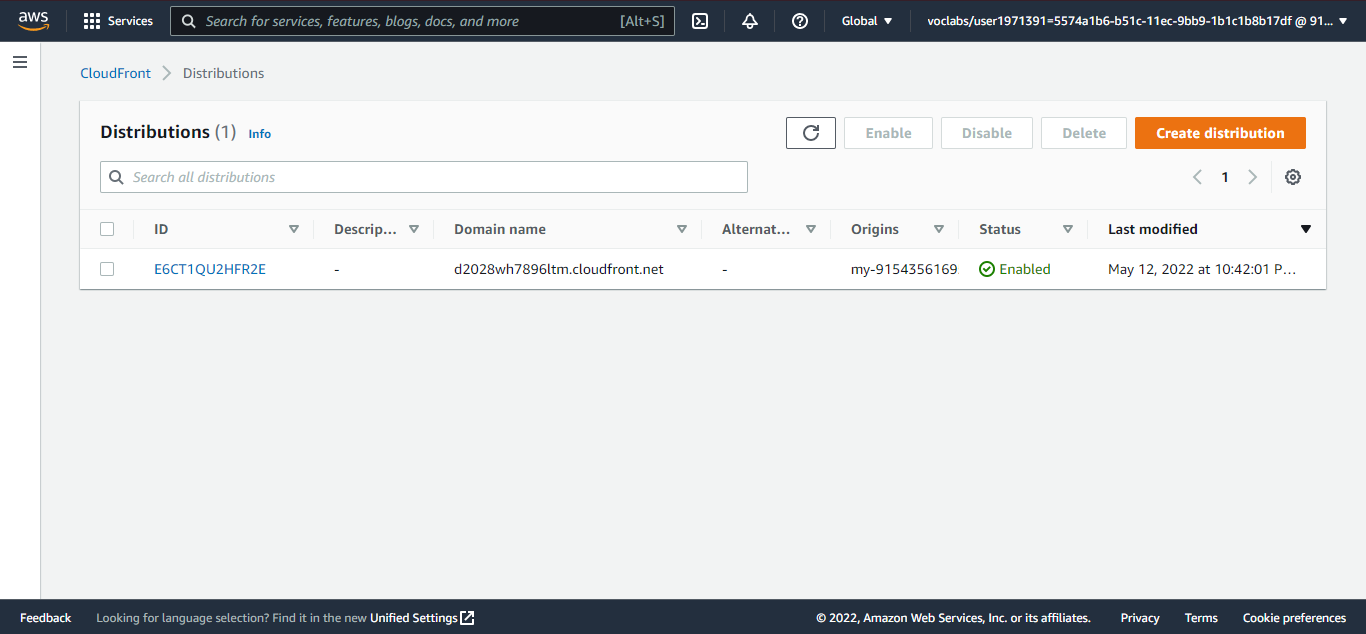 aws Services Search for services, features, blogs, docs, and more [Alt+S] Global voclabs/user1971391=5574a1b6-b51c-11ec-9bb9-1b1c1b8b17df @ 91...
CloudFront Distributions
Distributions (1) Info Enable Disable Delete Create distribution
Search all distributions 1
ID Descrip... Domain name Alternat... Origins Status Last modified
E6CT1QU2HFR2E - d2028wh7896ltm.cloudfront.net - my-9154356169 Enabled May 12, 2022 at 10:42:01 P...
Feedback Looking for language selection? Find it in the new Unified Settings © 2022, Amazon Web Services, Inc. or its affiliates. Privacy Terms Cookie preferences